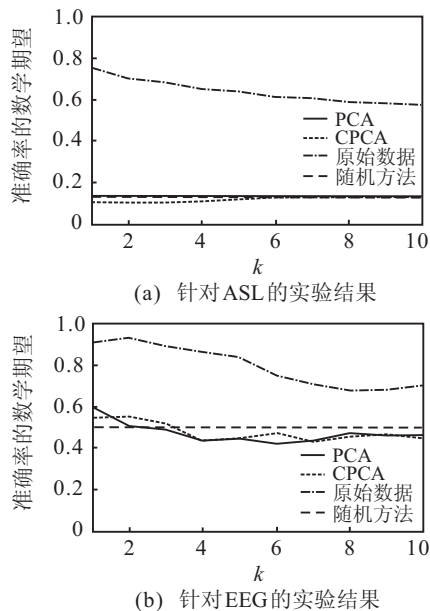 准确率的数学期望
1.0
0.8
0.6
0.4
0.2
0
PCA
CPCA
原始数据
随机方法
2 4 6 8 10
k
(a) 针对ASL的实验结果
准确率的数学期望
1.0
0.8
0.6
0.4
0.2
0
PCA
CPCA
原始数据
随机方法
2 4 6 8 10
k
(b) 针对EEG的实验结果